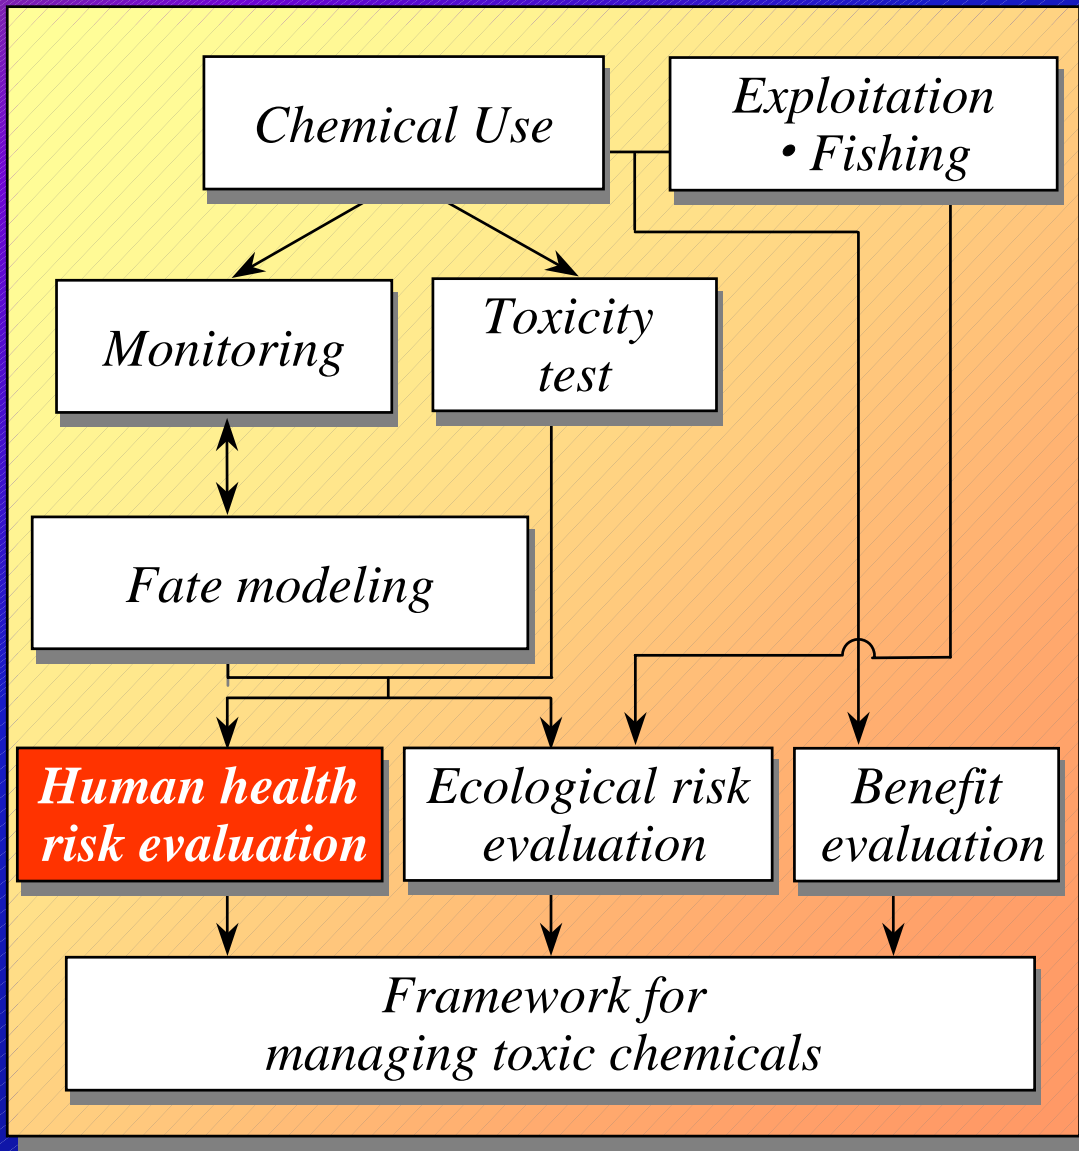 Chemical Use
Exploitation
• Fishing
Monitoring
Toxicity
test
Fate modeling
Human health
risk evaluation
Ecological risk
evaluation
Benefit
evaluation
Framework for
managing toxic chemicals